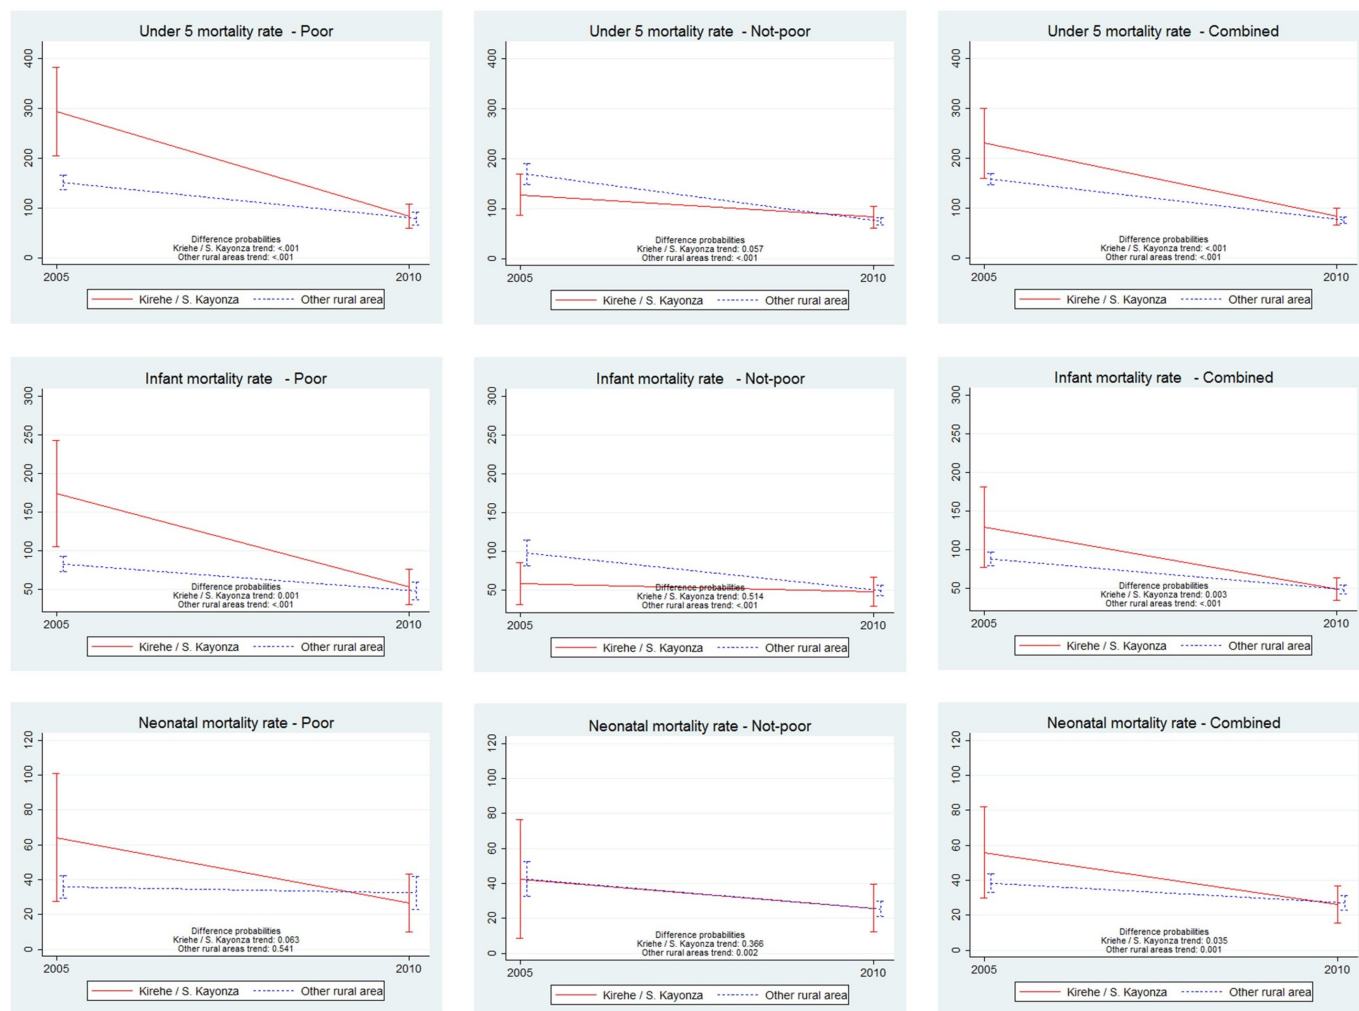 Under 5 mortality rate - Poor
400
300
200
100
0
Difference probabilities
Kriehe / S. Kayonza trend: <.001
Other rural areas trend: <.001
2005 2010
Kirehe / S. Kayonza Other rural area
Under 5 mortality rate - Not-poor
400
300
200
100
0
Difference probabilities
Kriehe / S. Kayonza trend: 0.057
Other rural areas trend: <.001
2005 2010
Kirehe / S. Kayonza Other rural area
Under 5 mortality rate - Combined
400
300
200
100
0
Difference probabilities
Kriehe / S. Kayonza trend: <.001
Other rural areas trend: <.001
2005 2010
Kirehe / S. Kayonza Other rural area
Infant mortality rate - Poor
300
250
200
150
100
50
Difference probabilities
Kriehe / S. Kayonza trend: 0.001
Other rural areas trend: <.001
2005 2010
Kirehe / S. Kayonza Other rural area
Infant mortality rate - Not-poor
300
250
200
150
100
50
Difference probabilities
Kriehe / S. Kayonza trend: 0.514
Other rural areas trend: <.001
2005 2010
Kirehe / S. Kayonza Other rural area
Infant mortality rate - Combined
300
250
200
150
100
50
Difference probabilities
Kriehe / S. Kayonza trend: 0.003
Other rural areas trend: <.001
2005 2010
Kirehe / S. Kayonza Other rural area
Neonatal mortality rate - Poor
120
100
80
60
40
20
0
Difference probabilities
Kriehe / S. Kayonza trend: 0.063
Other rural areas trend: 0.541
2005 2010
Kirehe / S. Kayonza Other rural area
Neonatal mortality rate - Not-poor
120
100
80
60
40
20
0
Difference probabilities
Kriehe / S. Kayonza trend: 0.366
Other rural areas trend: 0.002
2005 2010
Kirehe / S. Kayonza Other rural area
Neonatal mortality rate - Combined
120
100
80
60
40
20
0
Difference probabilities
Kriehe / S. Kayonza trend: 0.035
Other rural areas trend: 0.001
2005 2010
Kirehe / S. Kayonza Other rural area